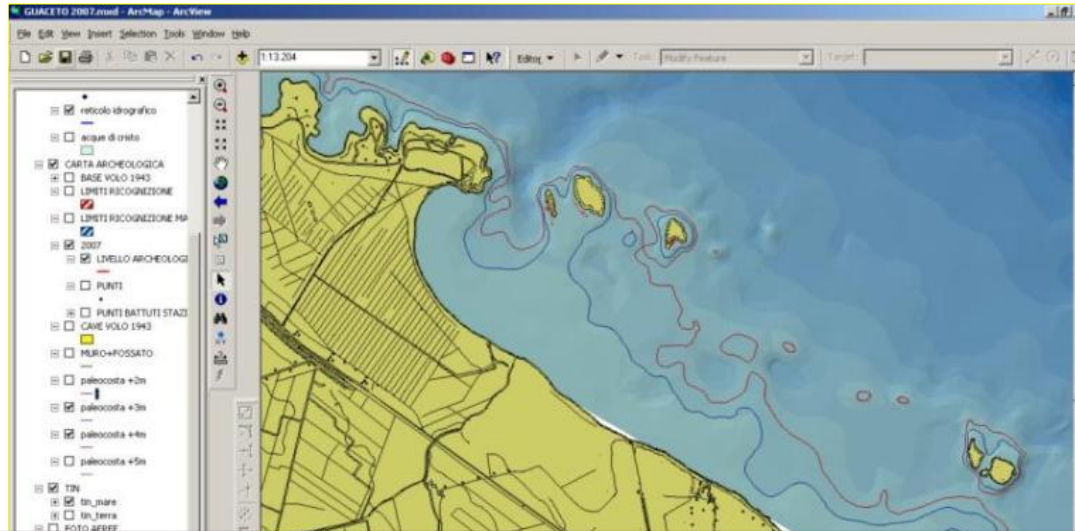 GUACETO 2007.mxd - ArcMap - ArcView
File Edit View Insert Selection Tools Window Help
1:13.204 Editor Task: Modify Feature Target:
reticolo idrografico
acque di cristo
CARTA ARCHEOLOGICA
BASE VOLO 1943
LIMITI RICOGNIZIONE
LIMITI RICOGNIZIONE MA
2007
LIVELLO ARCHEOLOGI
PUNTI
PUNTI BATTUTI STAZI
CAVE VOLO 1943
MURO+FOSSATO
paleocosta +2m
paleocosta +3m
paleocosta +4m
paleocosta +5m
TIN
tin_mare
tin_terra
FOTO AEREE